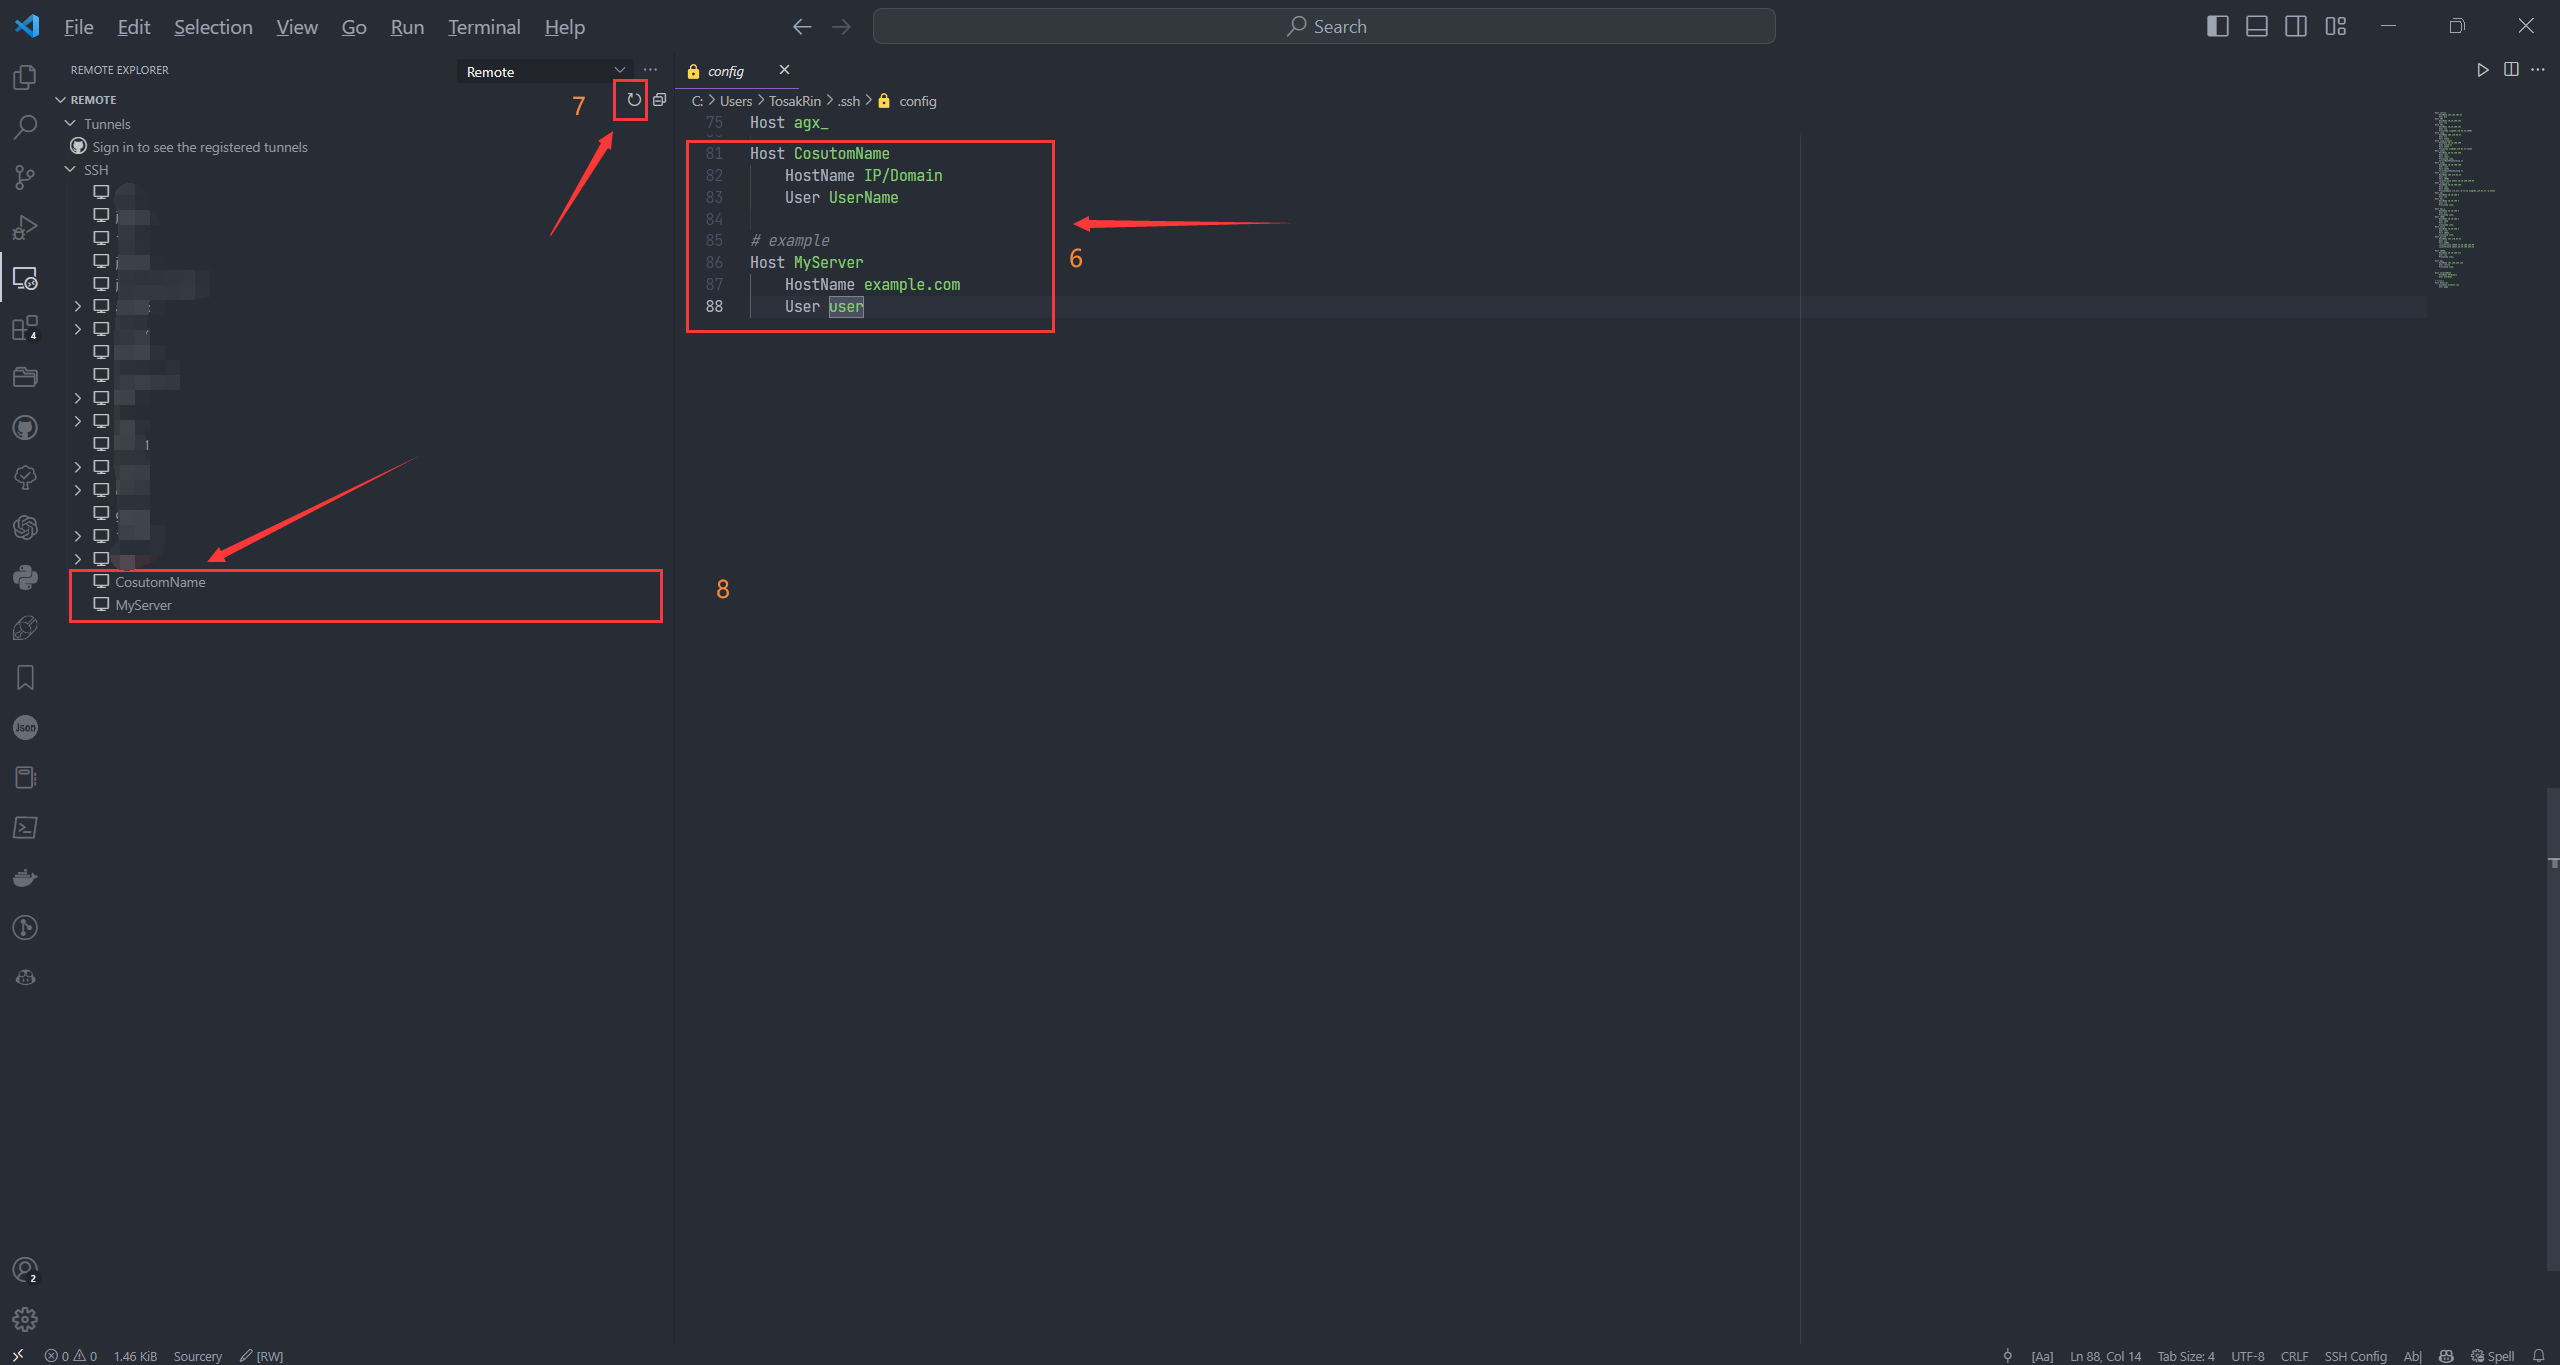 File Edit Selection View Go Run Terminal Help
Search
REMOTE EXPLORER
Remote
REMOTE
7
Tunnels
Sign in to see the registered tunnels
SSH
CosutomName
MyServer
8
config
C: > Users > TosakRin > .ssh > config
75 Host agx_
81 Host CosutomName
82 HostName IP/Domain
83 User UserName
84
85 # example
86 Host MyServer
87 HostName example.com
88 User user
6
4
Json
2
0 0 1.46 KiB Sourcery [RW]
[Aa] Ln 88, Col 14 Tab Size: 4 UTF-8 CRLF SSH Config Ab| Spell